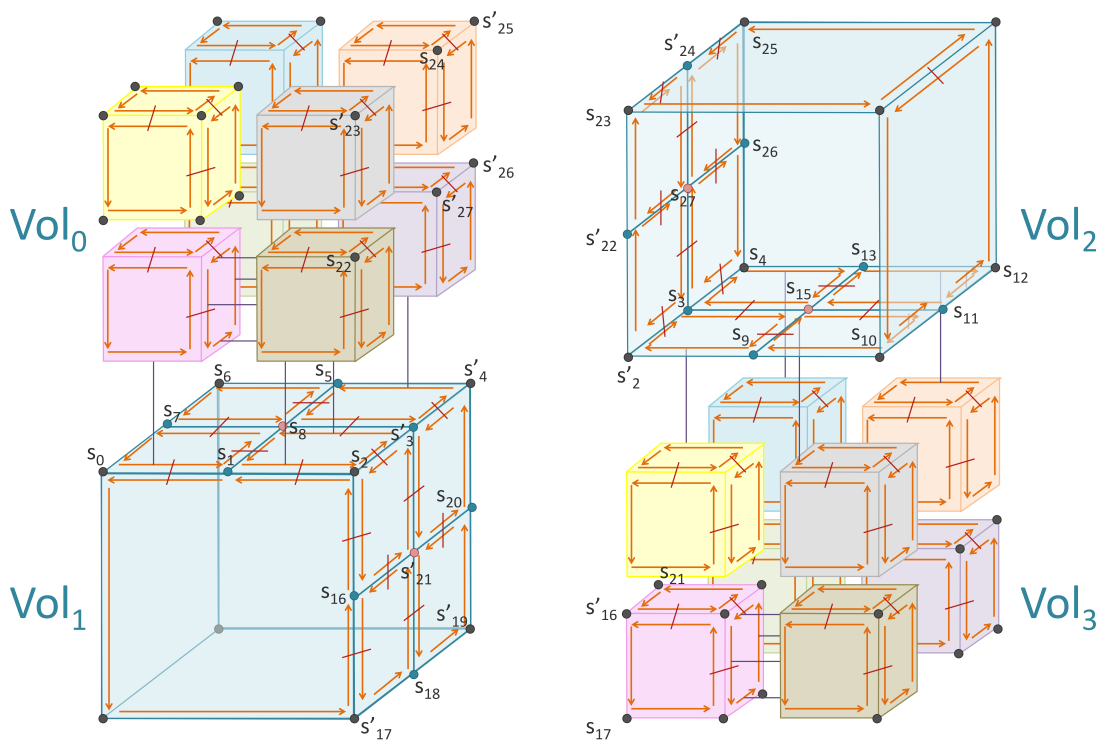 s'₂₅
s₂₄
s'₂₃
s'₂₆
s'₂₇
Vol₀
s₂₂
s₆
s₅
s'₄
s₇
s₈
s'₃
s₀
s₁
s₂
s₂₀
s'₂₁
s₁₆
Vol₁
s'₁₉
s₁₈
s'₁₇
s'₂₄
s₂₅
s₂₃
s₂₆
s₂₇
Vol₂
s'₂₂
s₄
s₁₃
s₁₂
s₃
s₁₅
s₁₁
s₉
s₁₀
s'₂
s₂₁
s'₁₆
Vol₃
s₁₇